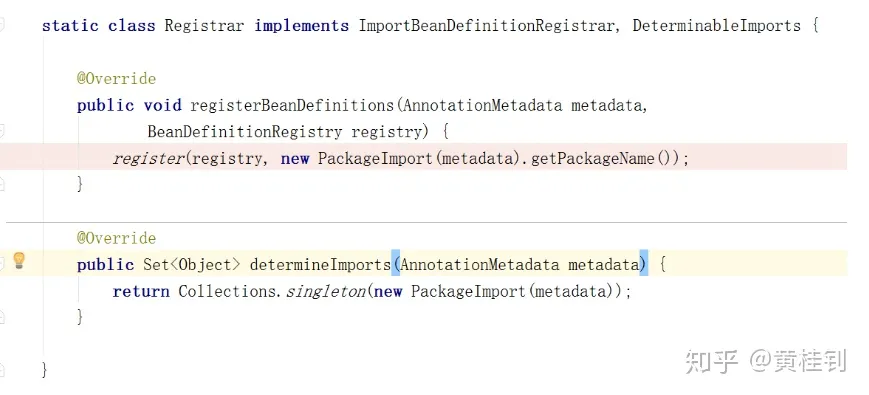 static class Registrar implements ImportBeanDefinitionRegistrar, DeterminableImports {
@Override
public void registerBeanDefinitions(AnnotationMetadata metadata,
BeanDefinitionRegistry registry) {
register(registry, new PackageImport(metadata).getPackageName());
}
@Override
public Set<Object> determineImports(AnnotationMetadata metadata) {
return Collections.singleton(new PackageImport(metadata));
}
}
知乎 @黄桂钊